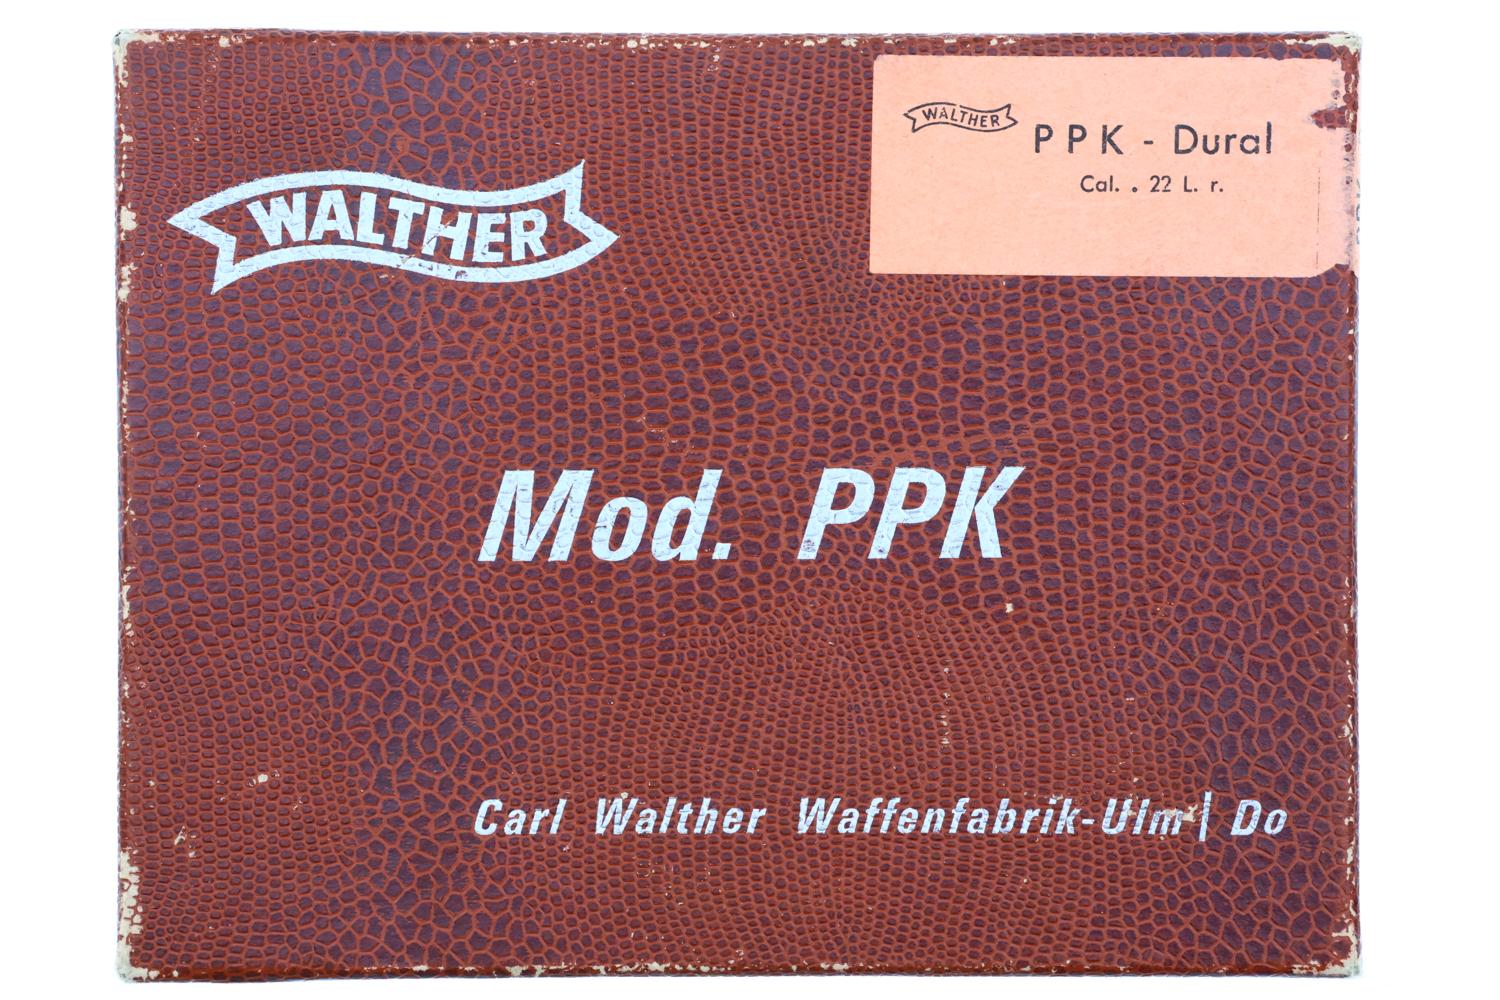 WALTHER
PPK - Dural
Cal. . 22 L. r.
WALTHER
Mod. PPK
Carl Walther Waffenfabrik-Ulm | Do